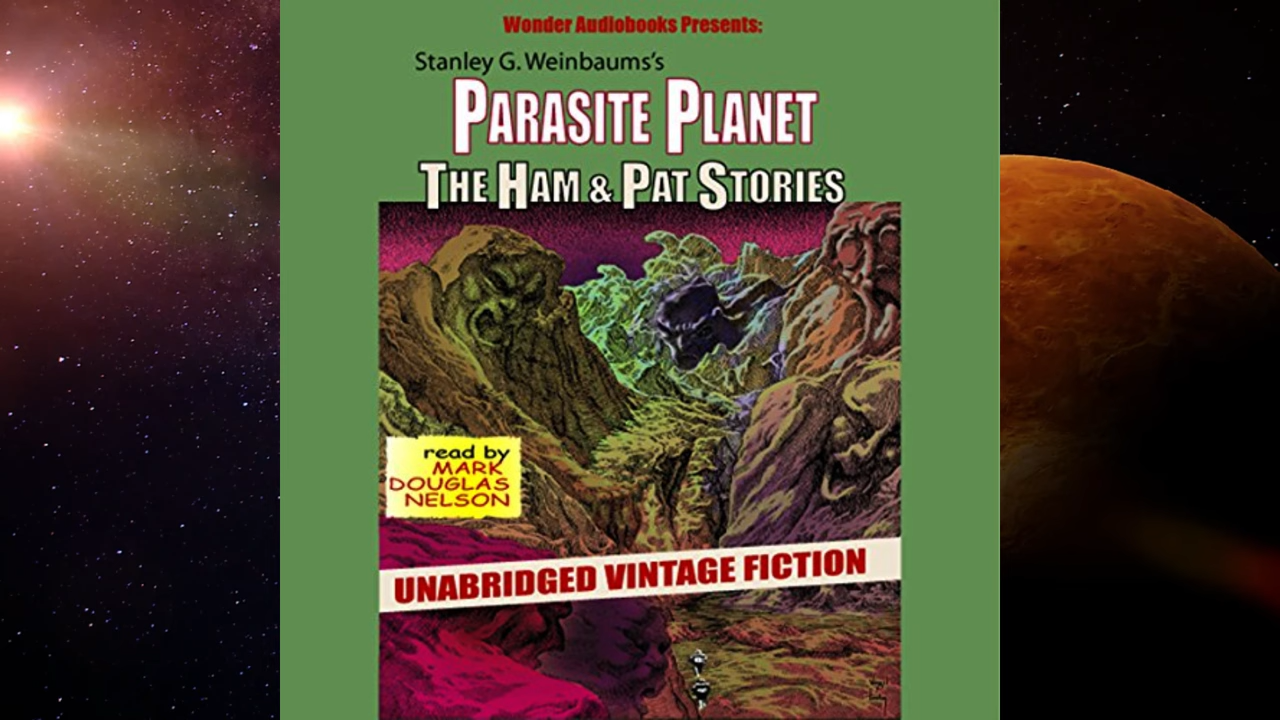 Wonder Audiobooks Presents:
Stanley G. Weinbaums's
PARASITE PLANET
THE HAM & PAT STORIES
read by
MARK
DOUGLAS
NELSON
UNABRIDGED VINTAGE FICTION